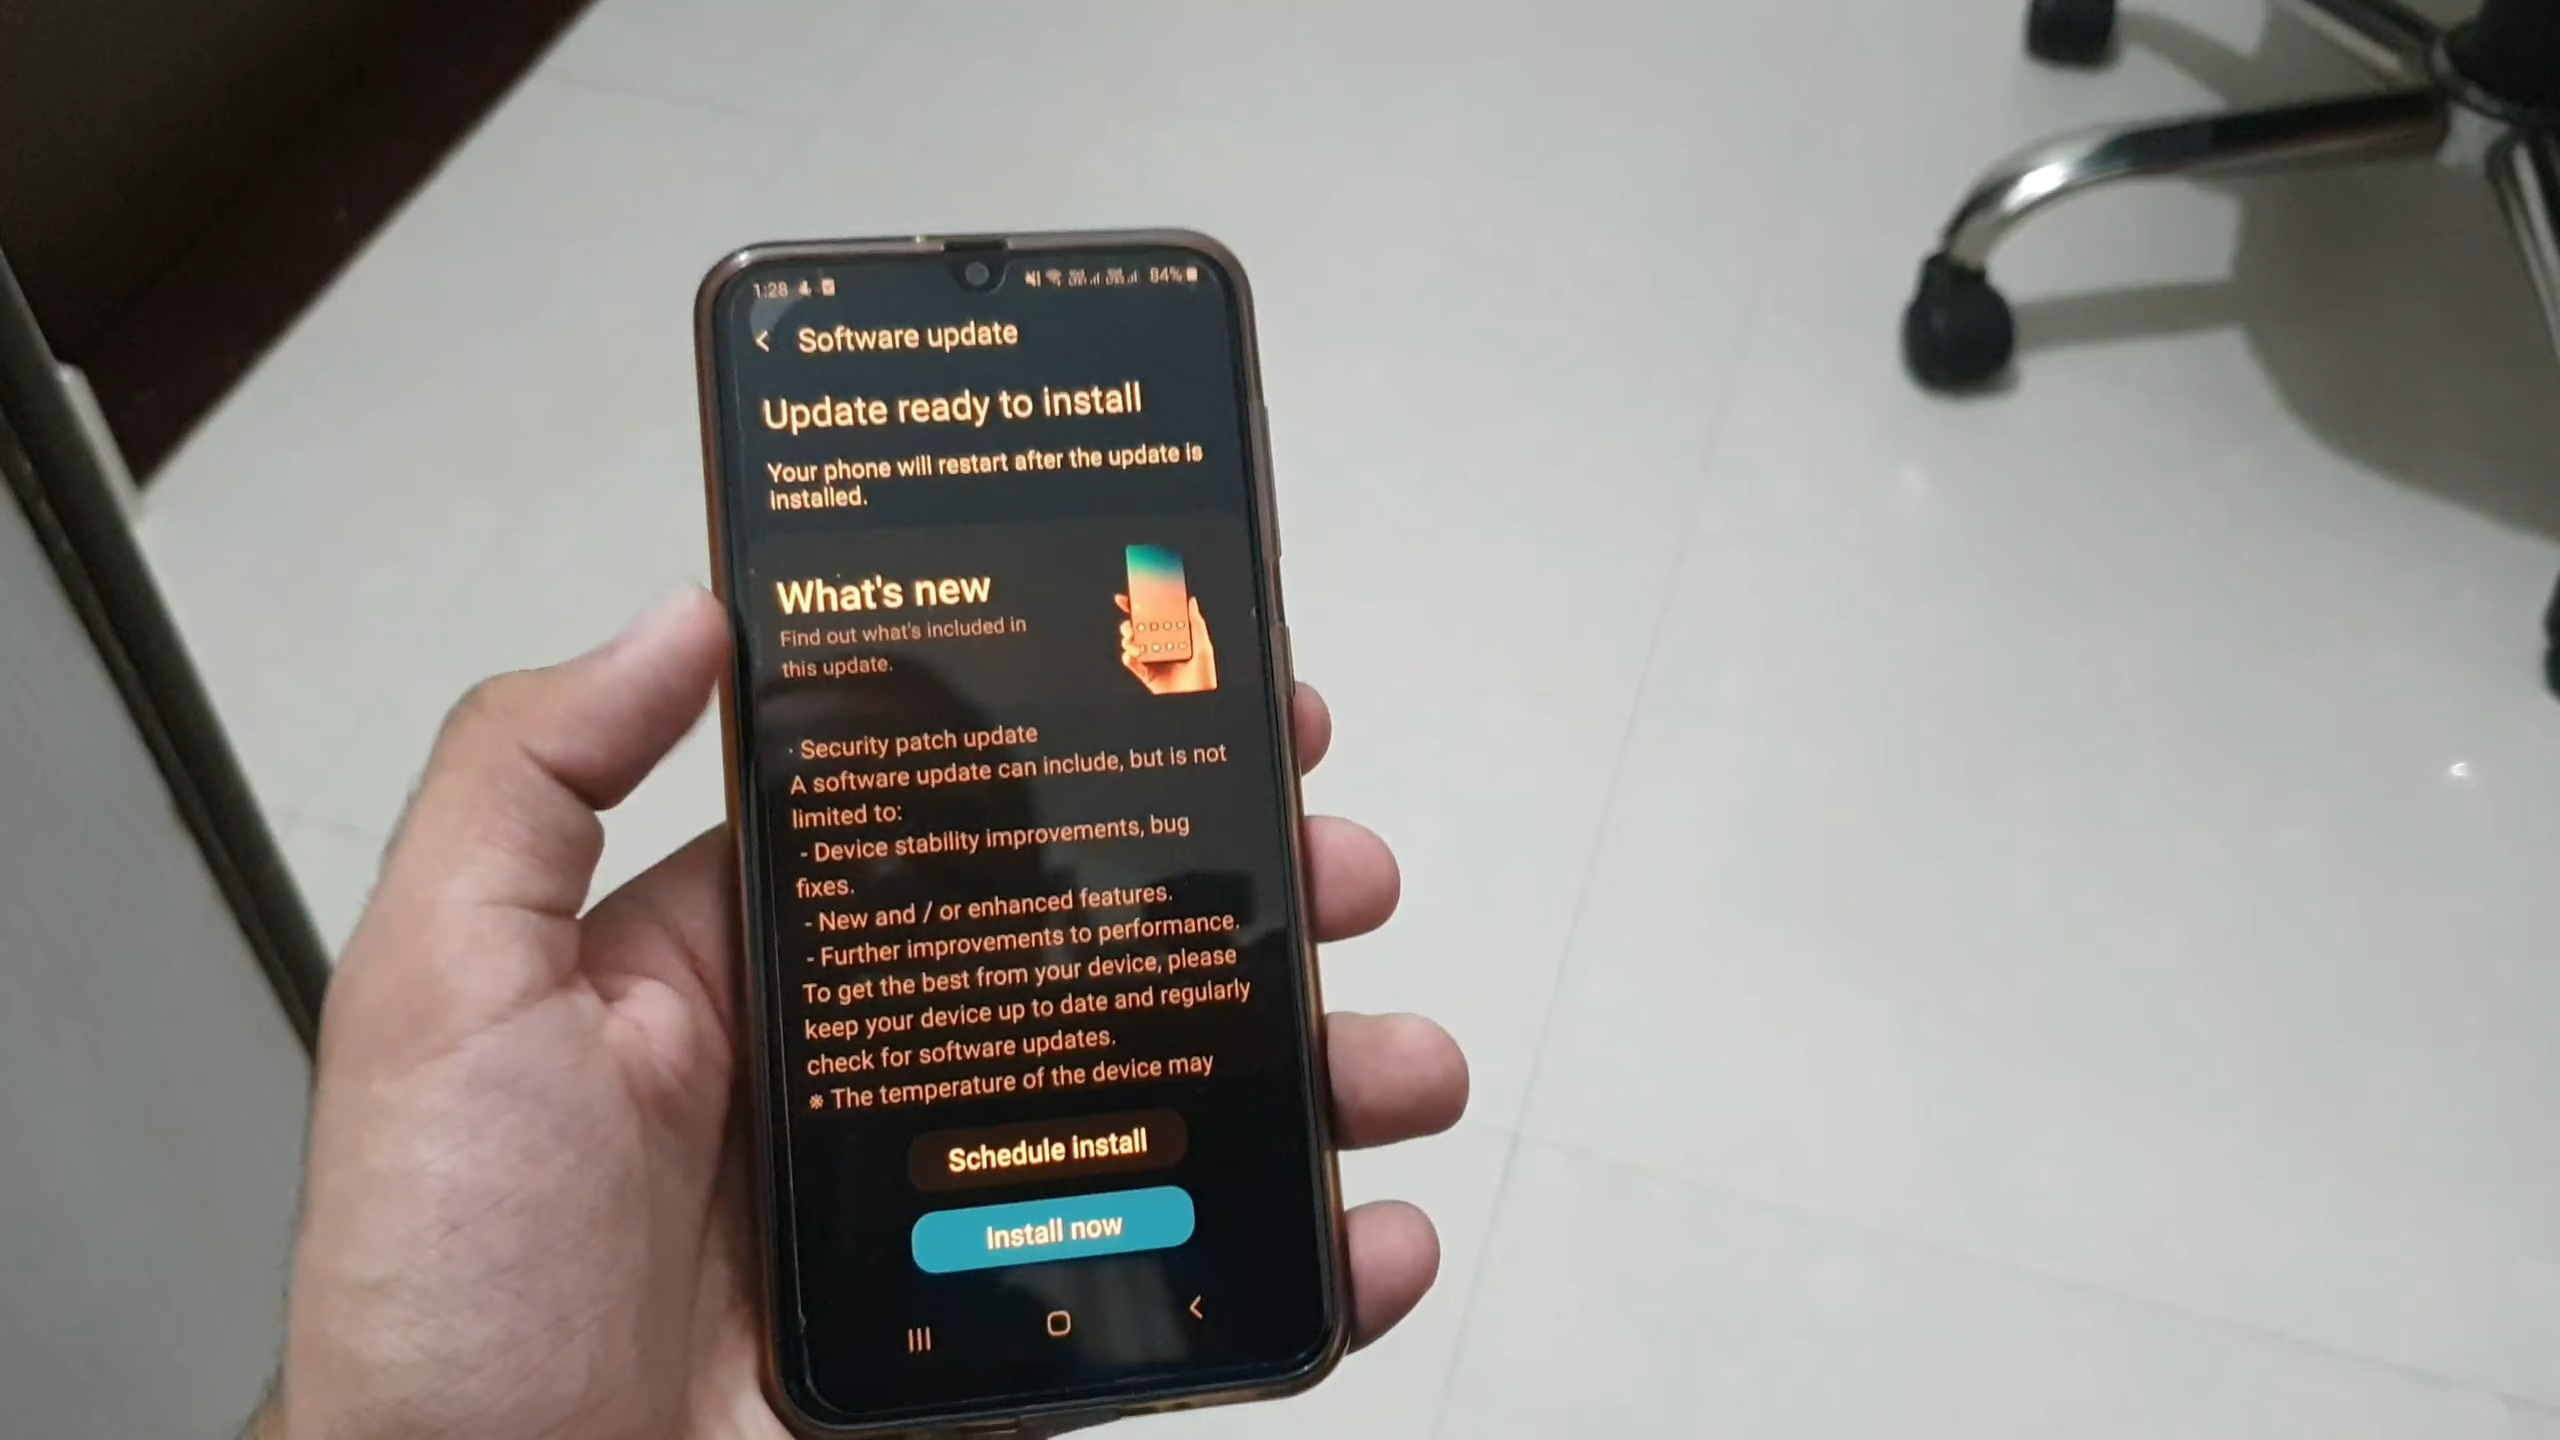 1:28
84%
Software update
Update ready to install
Your phone will restart after the update is
installed.
What's new
Find out what's included in
this update.
· Security patch update
A software update can include, but is not
limited to:
- Device stability improvements, bug
fixes.
- New and / or enhanced features.
- Further improvements to performance.
To get the best from your device, please
keep your device up to date and regularly
check for software updates.
※ The temperature of the device may
Schedule install
Install now